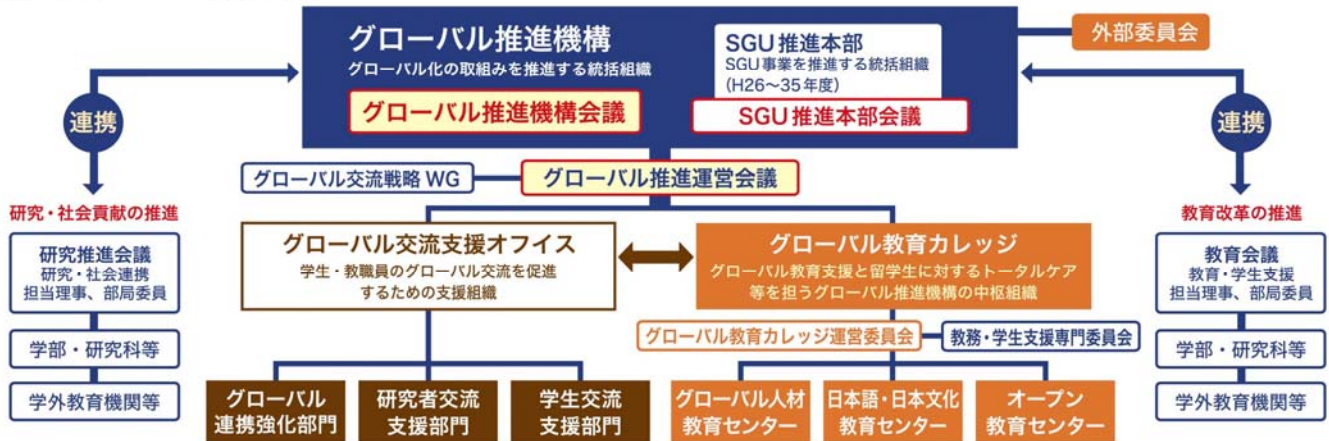 グローバル推進機構
グローバル化の取組みを推進する統括組織
グローバル推進機構会議
SGU推進本部
SGU事業を推進する統括組織
(H26〜35年度)
SGU推進本部会議
外部委員会
連携
連携
グローバル交流戦略WG
グローバル推進運営会議
研究・社会貢献の推進
研究推進会議
研究・社会連携
担当理事、部局委員
学部・研究科等
学外教育機関等
グローバル交流支援オフィス
学生・教職員のグローバル交流を促進
するための支援組織
グローバル教育カレッジ
グローバル教育支援と留学生に対するトータルケア
等を担うグローバル推進機構の中枢組織
グローバル教育カレッジ運営委員会
教務・学生支援専門委員会
グローバル
連携強化部門
研究者交流
支援部門
学生交流
支援部門
グローバル人材
教育センター
日本語・日本文化
教育センター
オープン
教育センター
教育改革の推進
教育会議
教育・学生支援
担当理事、部局委員
学部・研究科等
学外教育機関等